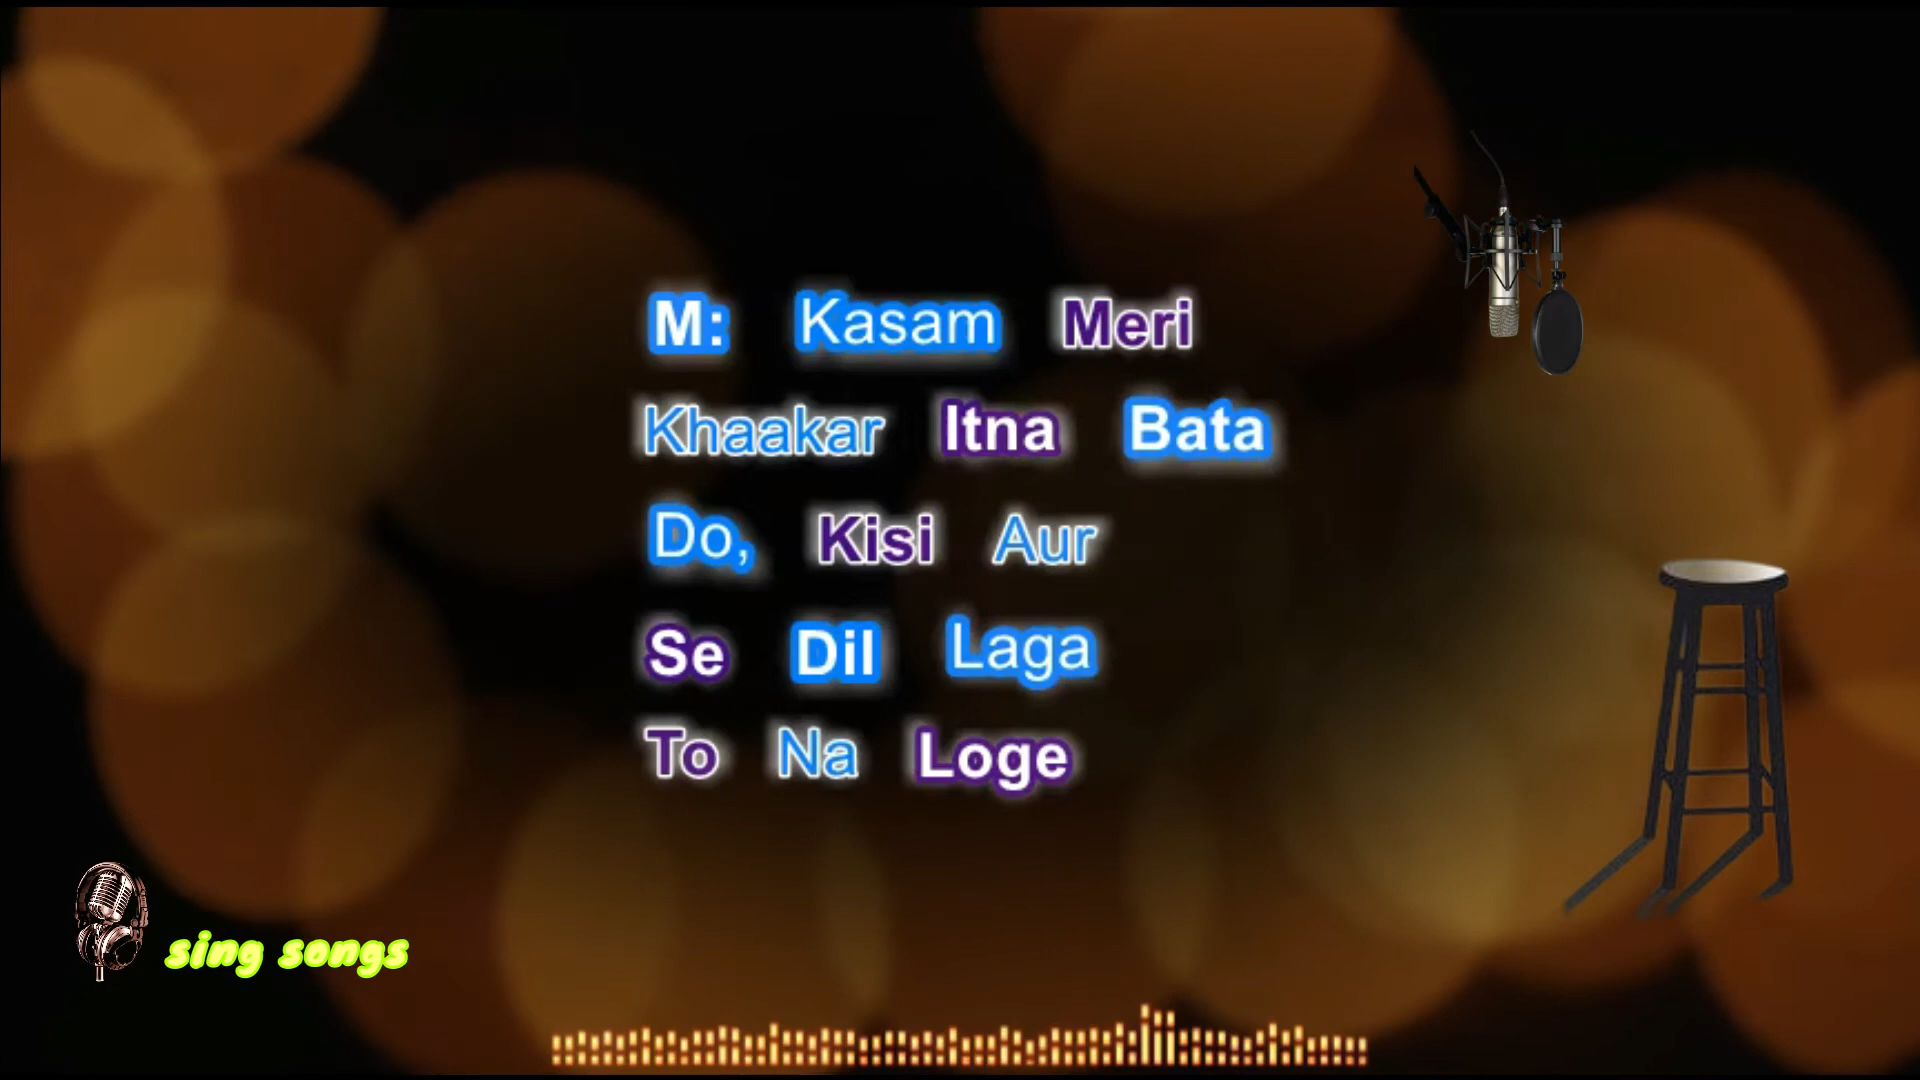 M: Kasam Meri
Khaakar Itna Bata
Do, Kisi Aur
Se Dil Laga
To Na Loge
sing songs